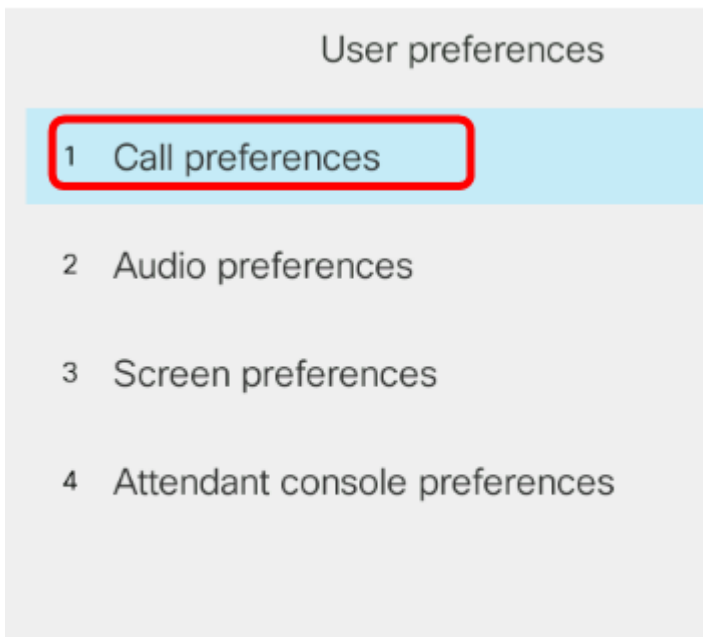 User preferences
1 Call preferences
2 Audio preferences
3 Screen preferences
4 Attendant console preferences